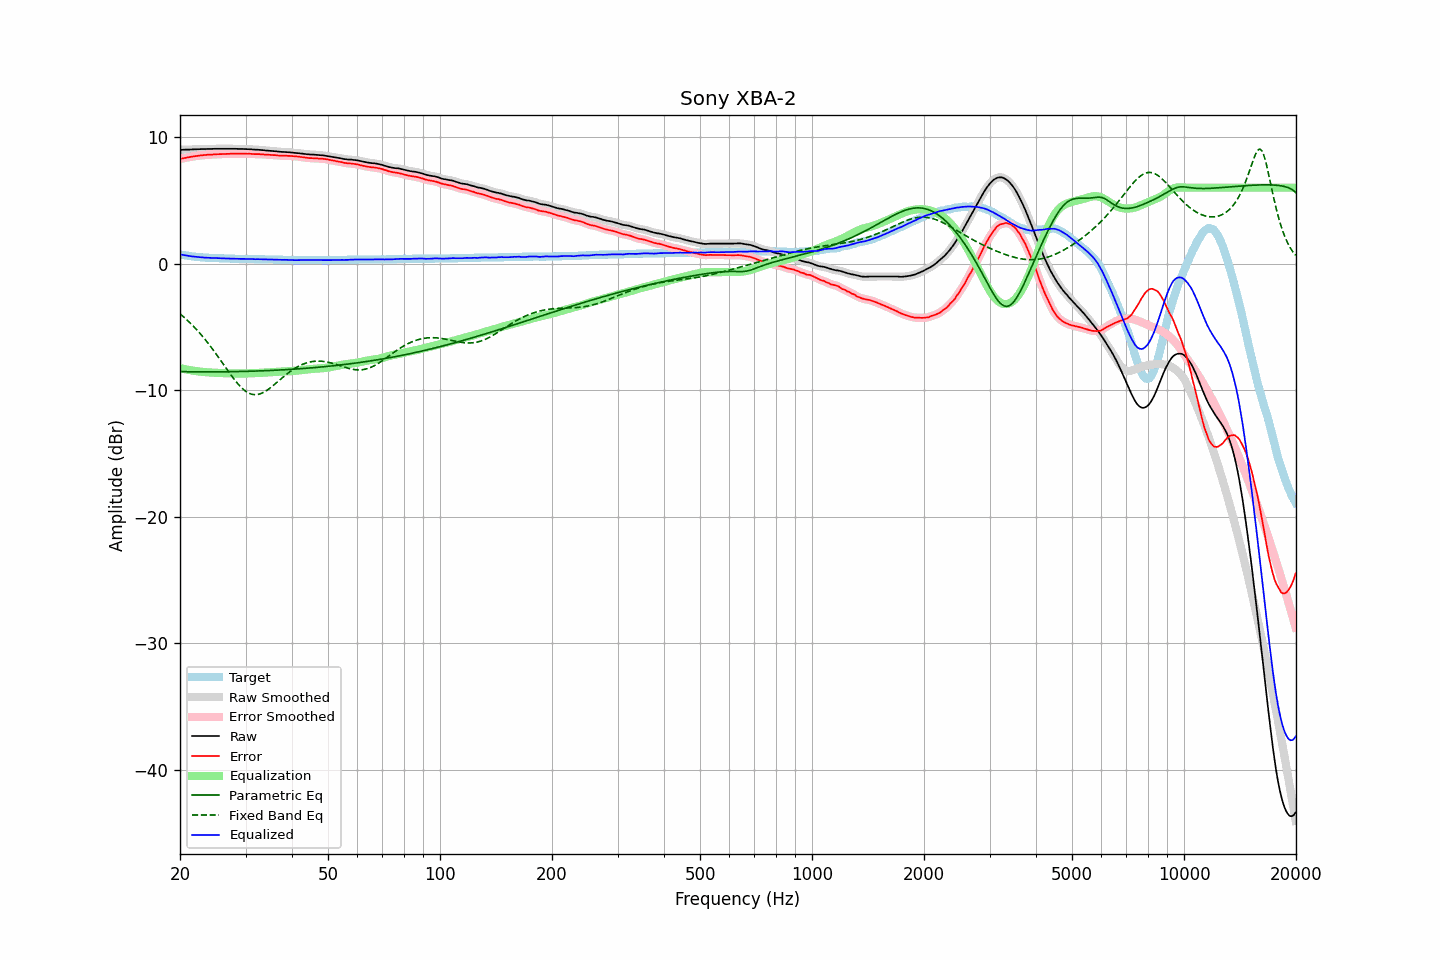 Sony XBA-2
Amplitude (dBr)
10
0
−10
−20
−30
−40
Target
Raw Smoothed
Error Smoothed
Raw
Error
Equalization
Parametric Eq
Fixed Band Eq
Equalized
20 50 100 200 500 1000 2000 5000 10000 20000
Frequency (Hz)